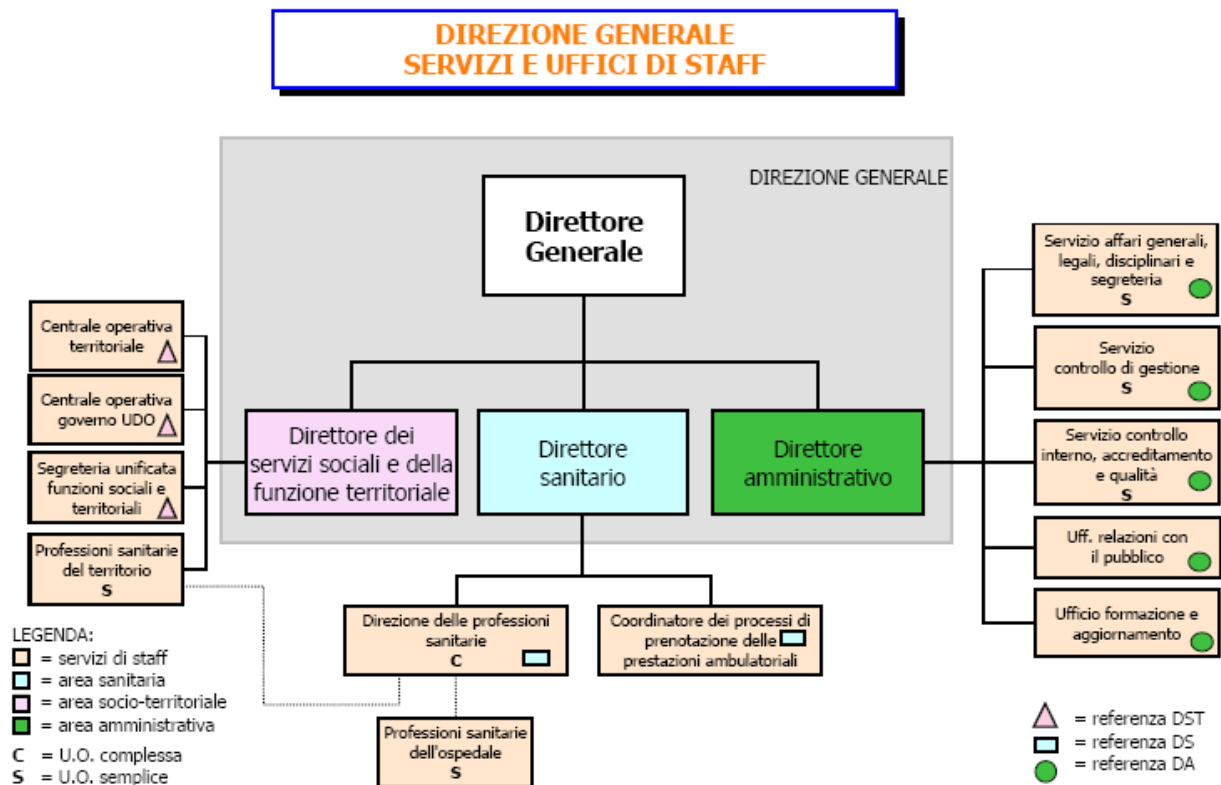 DIREZIONE GENERALE
SERVIZI E UFFICI DI STAFF
DIREZIONE GENERALE
Direttore
Generale
Direttore dei
servizi sociali e della
funzione territoriale
Direttore
sanitario
Direttore
amministrativo
Centrale operativa
territoriale
Centrale operativa
governo UDO
Segreteria unificata
funzioni sociali e
territoriali
Professioni sanitarie
del territorio
S
Servizio affari generali,
legali, disciplinari e
segreteria
S
Servizio
controllo di gestione
S
Servizio controllo
interno, accreditamento
e qualità
S
Uff. relazioni con
il pubblico
Ufficio formazione e
aggiornamento
Direzione delle professioni
sanitarie
C
Coordinatore dei processi di
prenotazione delle
prestazioni ambulatoriali
Professioni sanitarie
dell'ospedale
S
LEGENDA:
= servizi di staff
= area sanitaria
= area socio-territoriale
= area amministrativa
C = U.O. complessa
S = U.O. semplice
= referenza DST
= referenza DS
= referenza DA